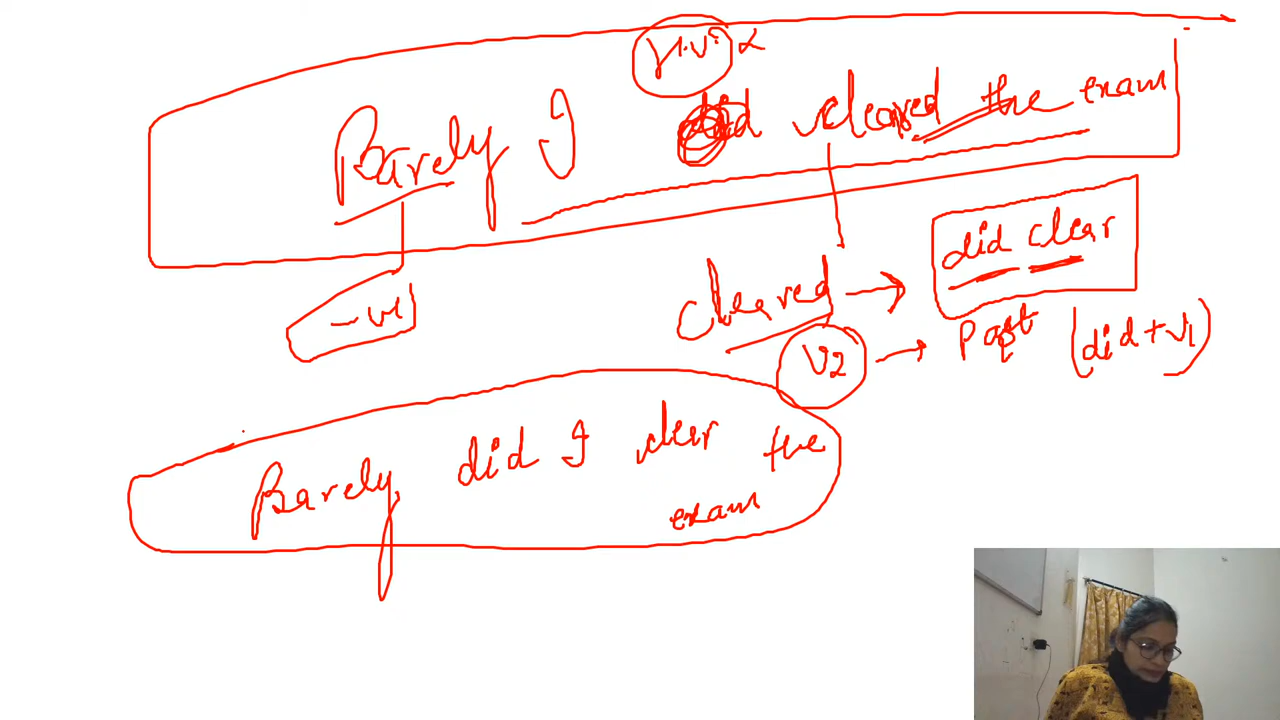 H.V α
Barely I did cleared the exam
-ve
cleared → did clear
V2 → Past (did + V1)
Barely did I clear the
exam